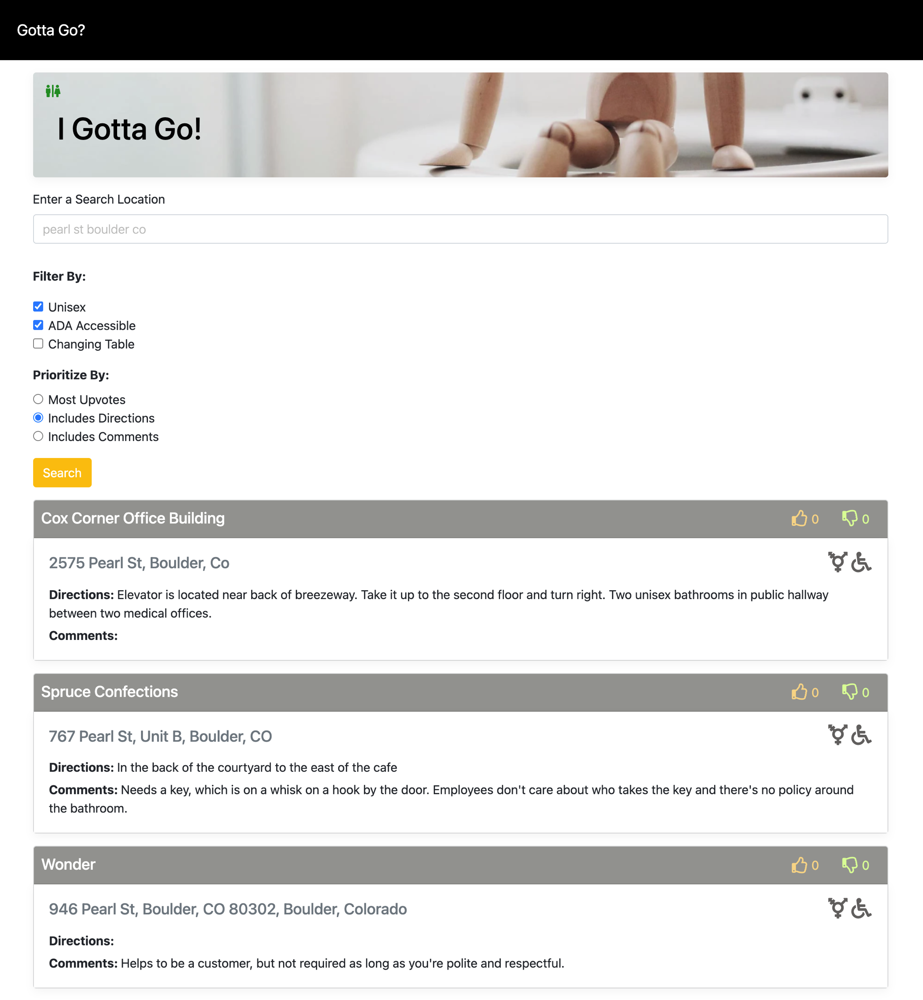 Gotta Go?
I Gotta Go!
Enter a Search Location
pearl st boulder co
Filter By:
Unisex
ADA Accessible
Changing Table
Prioritize By:
Most Upvotes
Includes Directions
Includes Comments
Search
Cox Corner Office Building 0 0
2575 Pearl St, Boulder, Co
Directions: Elevator is located near back of breezeway. Take it up to the second floor and turn right. Two unisex bathrooms in public hallway
between two medical offices.
Comments:
Spruce Confections 0 0
767 Pearl St, Unit B, Boulder, CO
Directions: In the back of the courtyard to the east of the cafe
Comments: Needs a key, which is on a whisk on a hook by the door. Employees don't care about who takes the key and there's no policy around
the bathroom.
Wonder 0 0
946 Pearl St, Boulder, CO 80302, Boulder, Colorado
Directions:
Comments: Helps to be a customer, but not required as long as you're polite and respectful.